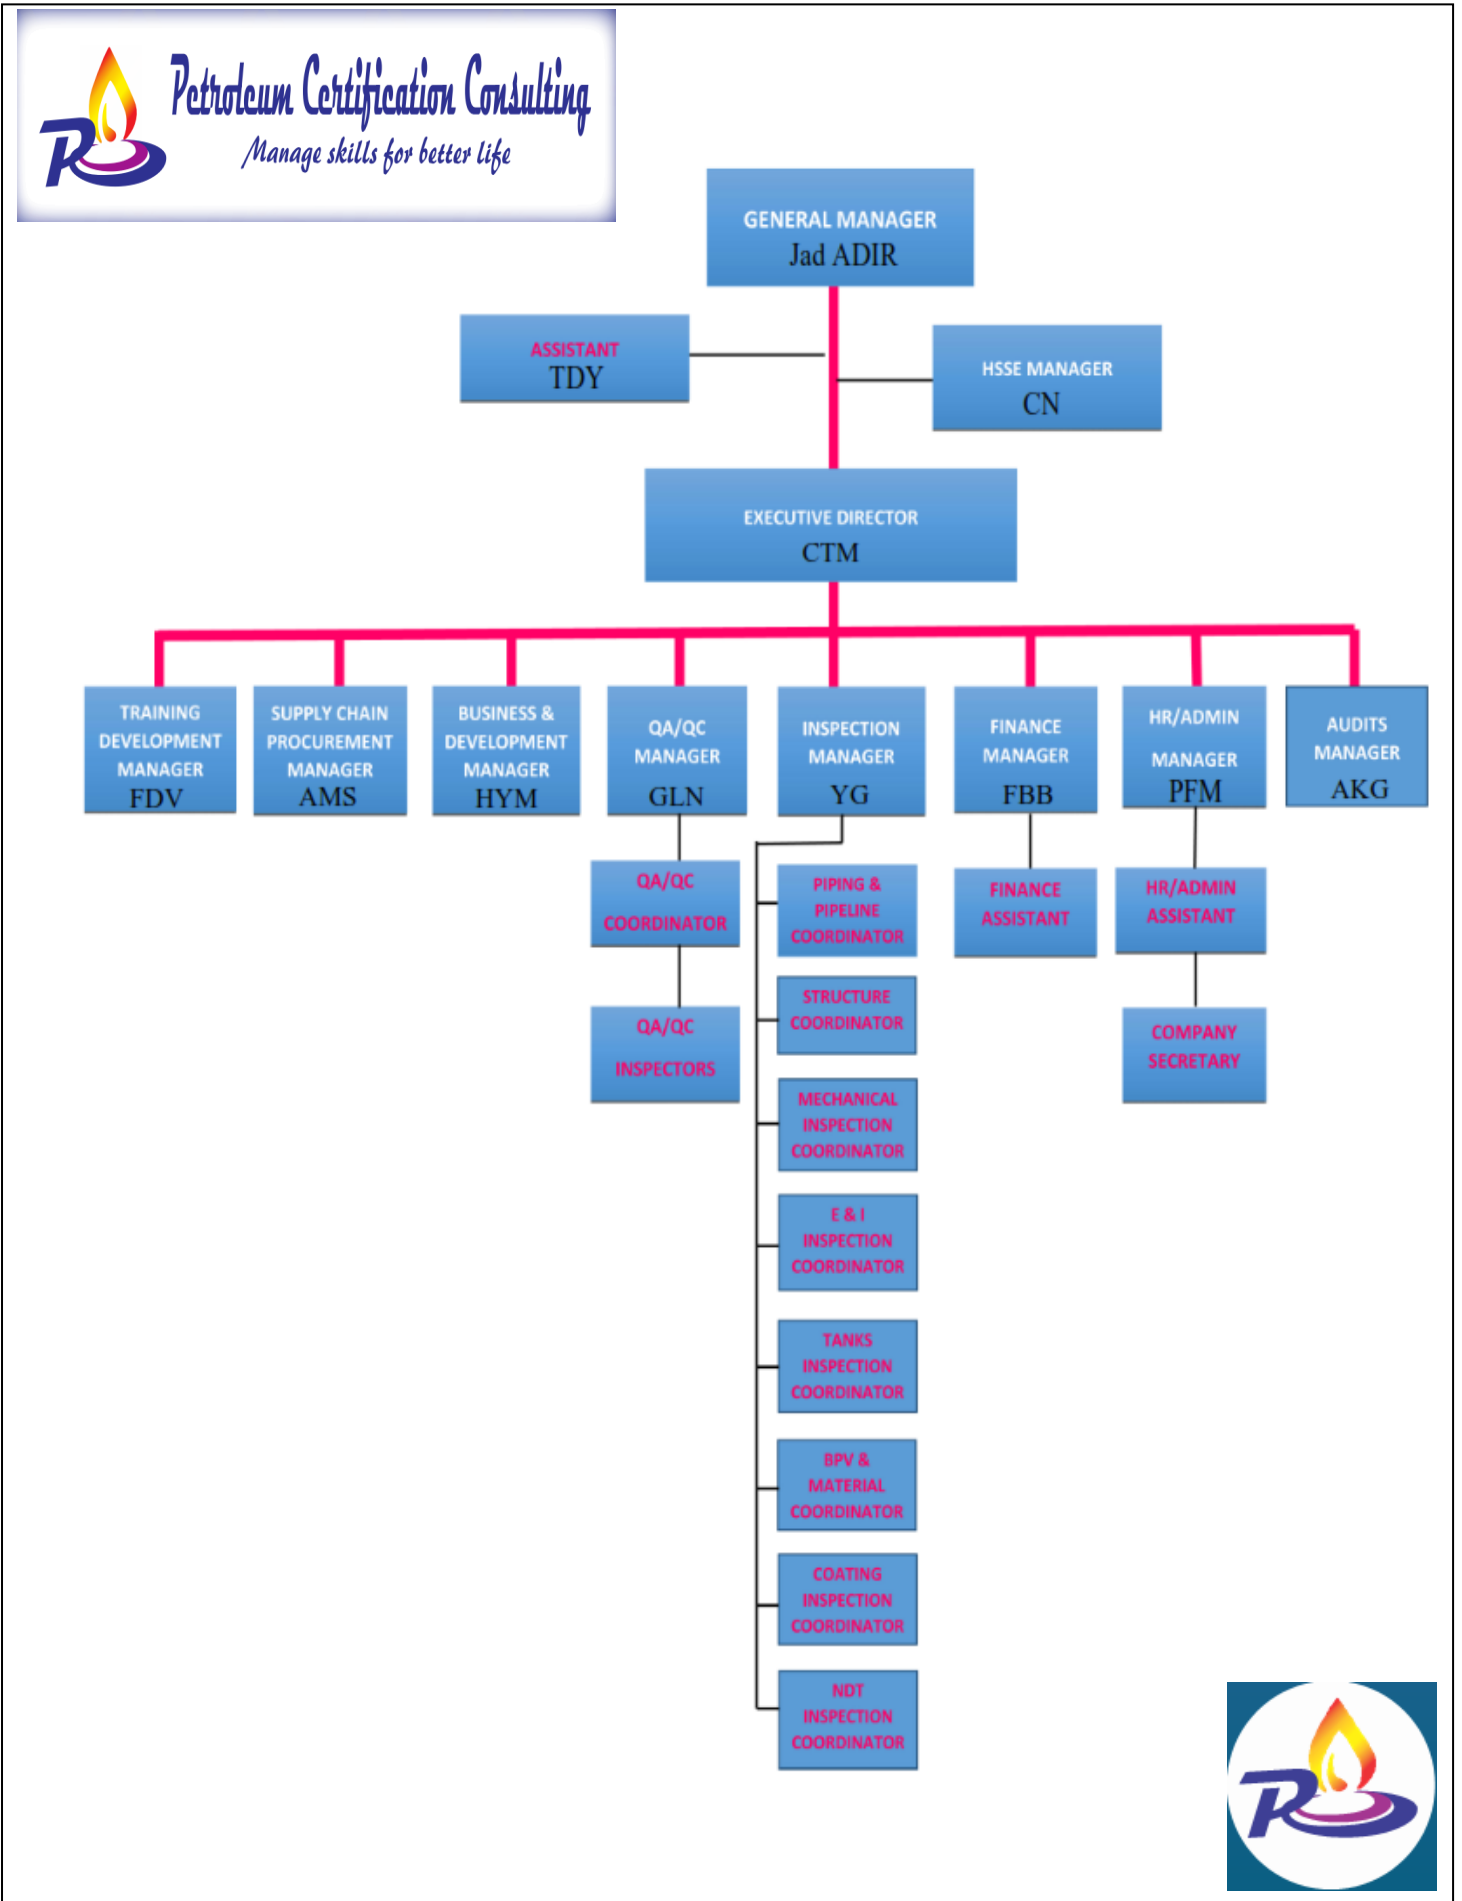 Petroleum Certification Consulting
Manage skills for better life
GENERAL MANAGER
Jad ADIR
ASSISTANT
TDY
HSSE MANAGER
CN
EXECUTIVE DIRECTOR
CTM
TRAINING
DEVELOPMENT
MANAGER
FDV
SUPPLY CHAIN
PROCUREMENT
MANAGER
AMS
BUSINESS &
DEVELOPMENT
MANAGER
HYM
QA/QC
MANAGER
GLN
INSPECTION
MANAGER
YG
FINANCE
MANAGER
FBB
HR/ADMIN
MANAGER
PFM
AUDITS
MANAGER
AKG
QA/QC
COORDINATOR
QA/QC
INSPECTORS
PIPING &
PIPELINE
COORDINATOR
STRUCTURE
COORDINATOR
MECHANICAL
INSPECTION
COORDINATOR
E & I
INSPECTION
COORDINATOR
TANKS
INSPECTION
COORDINATOR
BPV &
MATERIAL
COORDINATOR
COATING
INSPECTION
COORDINATOR
NDT
INSPECTION
COORDINATOR
FINANCE
ASSISTANT
HR/ADMIN
ASSISTANT
COMPANY
SECRETARY